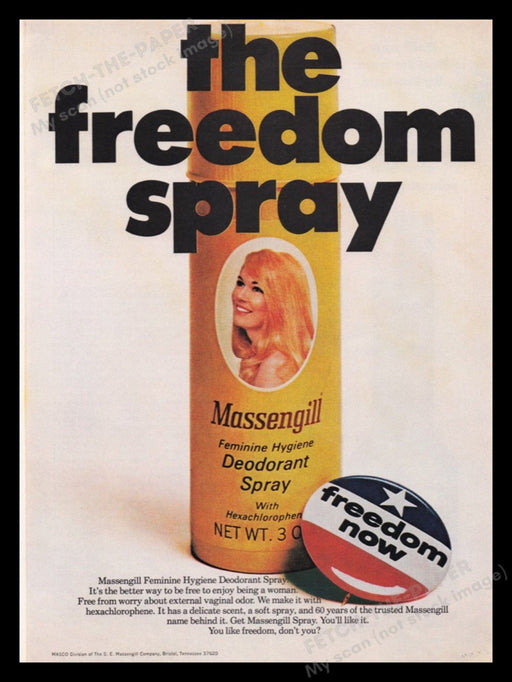 the
freedom
spray
Massengill
Feminine Hygiene
Deodorant
Spray
With
Hexachlorophen
NET WT. 3 O
freedom
now
Massengill Feminine Hygiene Deodorant Spray.
It's the better way to be free to enjoy being a woman.
Free from worry about external vaginal odor. We make it with
hexachlorophene. It has a delicate scent, a soft spray, and 60 years of the trusted Massengill
name behind it. Get Massengill Spray. You'll like it.
You like freedom, don't you?
MASCO Division of The S. E. Massengill Company, Bristol, Tennessee 37620
FETCH-THE-PAPER
My scan (not stock image)
FETCH-THE-PAPER
My scan (not stock image)